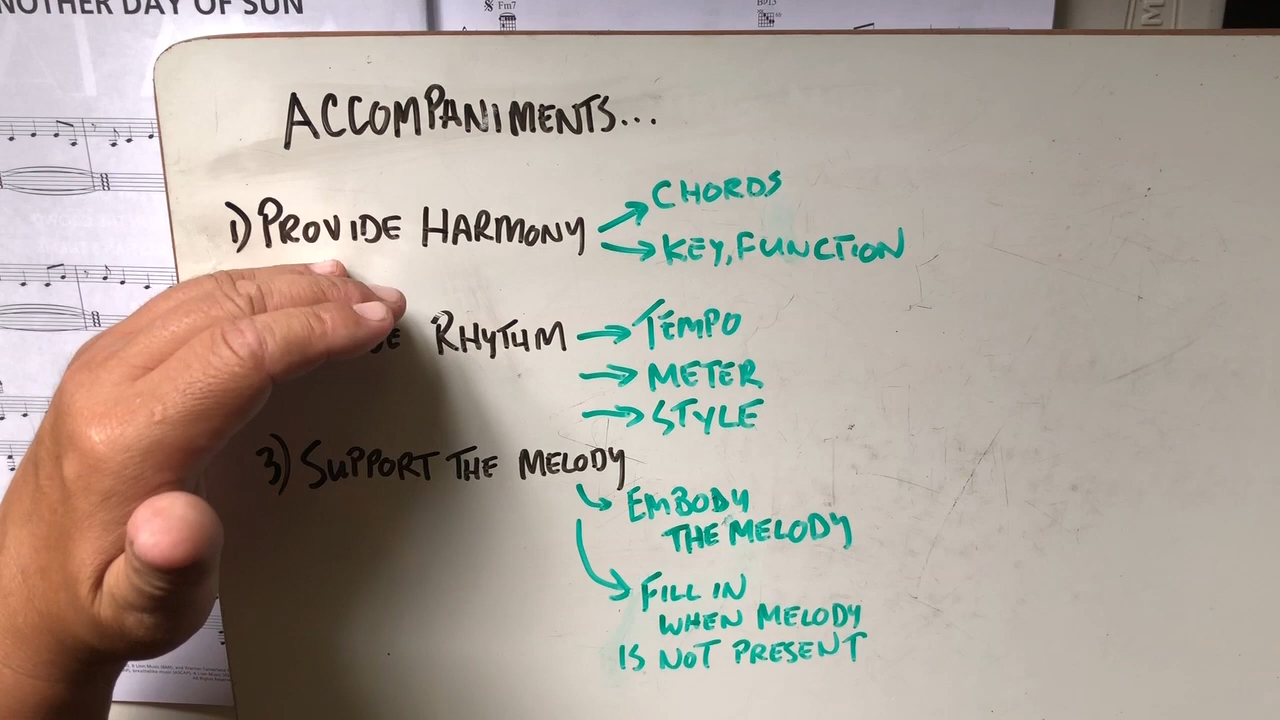 NOTHER DAY OF SUN
Fm7
ACCOMPANIMENTS...
1) PROVIDE HARMONY
CHORDS
KEY, FUNCTION
RHYTHM
TEMPO
METER
STYLE
3) SUPPORT THE MELODY
EMBODY
THE MELODY
FILL IN
WHEN MELODY
IS NOT PRESENT